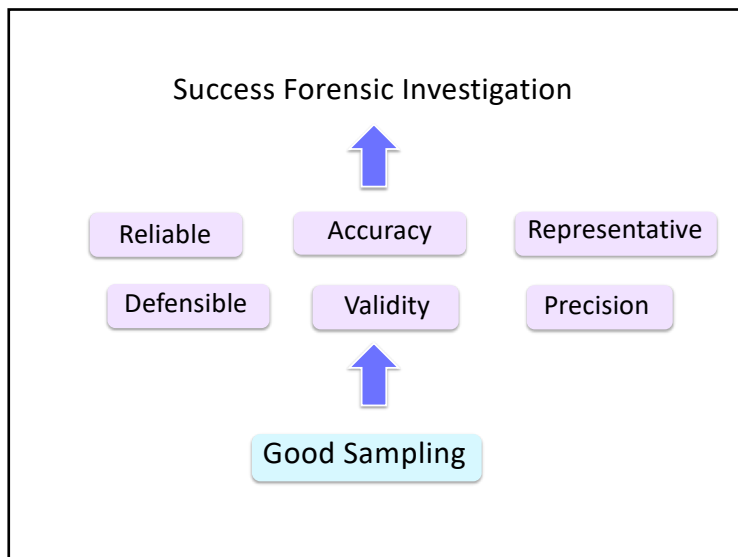 Success Forensic Investigation
Reliable Accuracy Representative
Defensible Validity Precision
Good Sampling